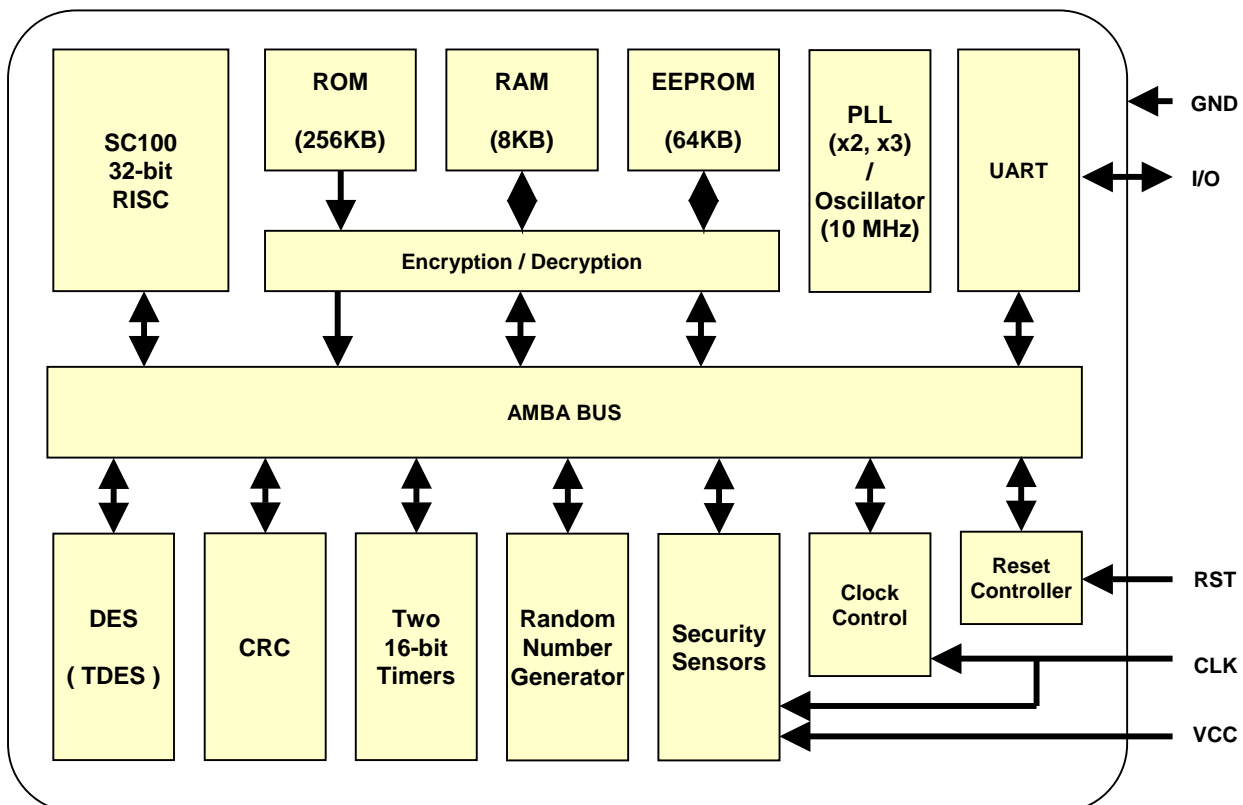 SC100
32-bit
RISC
ROM
(256KB)
RAM
(8KB)
EEPROM
(64KB)
PLL
(x2, x3)
/
Oscillator
(10 MHz)
UART
GND
I/O
Encryption / Decryption
AMBA BUS
DES
( TDES )
CRC
Two
16-bit
Timers
Random
Number
Generator
Security
Sensors
Clock
Control
Reset
Controller
RST
CLK
VCC